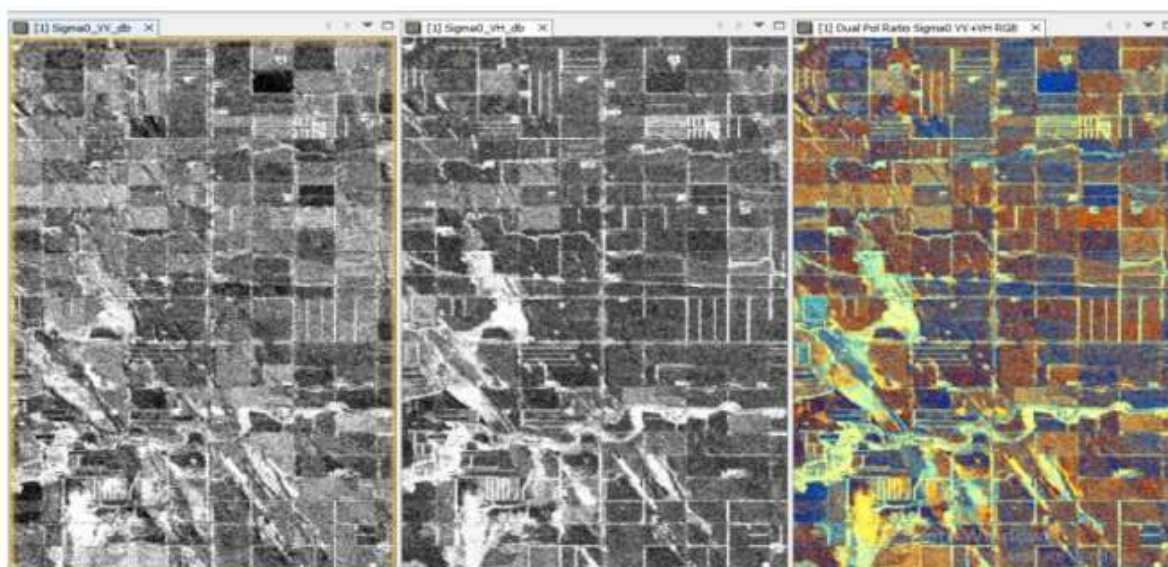 [1] Sigma0_VV_db
[1] Sigma0_VH_db
[1] Dual Pol Ratio Sigma0 VV+VH RGB